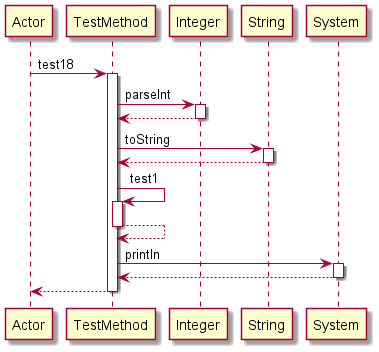 Actor TestMethod Integer String System
test18
parseInt
toString
test1
println
Actor TestMethod Integer String System